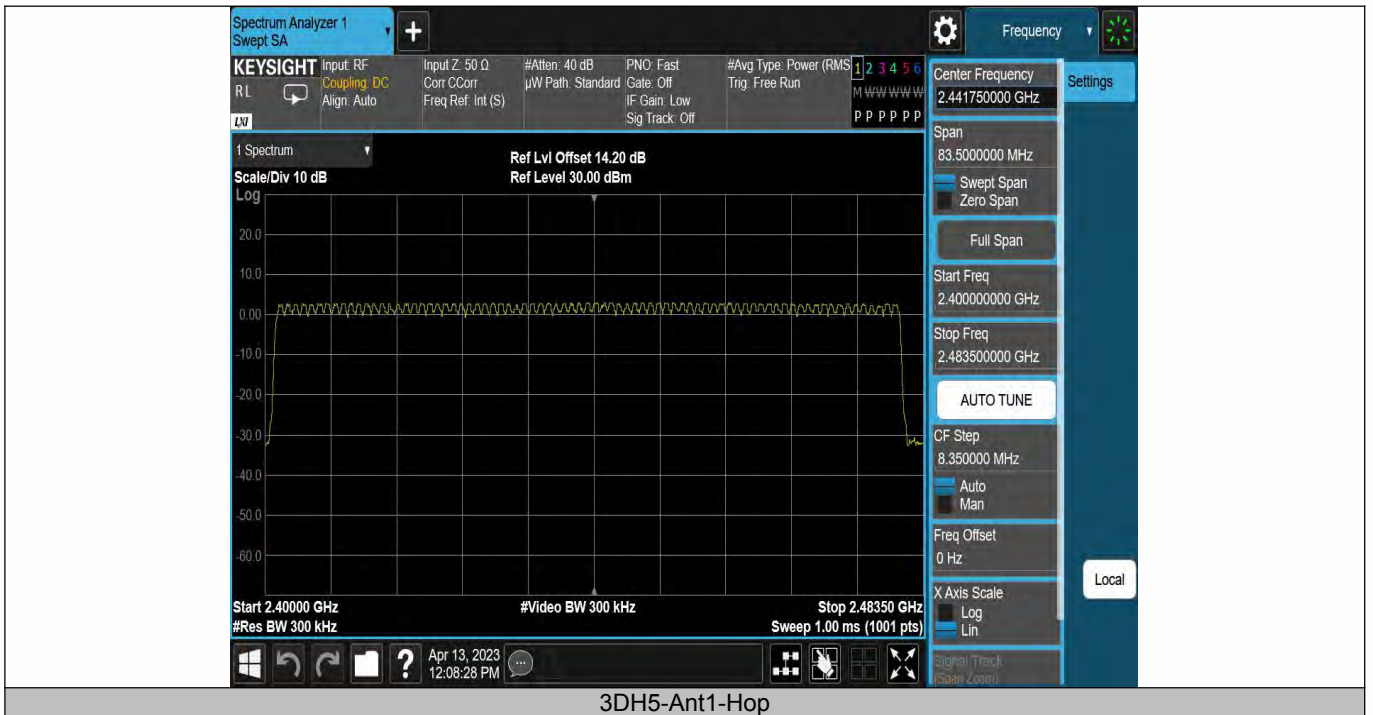 Spectrum Analyzer 1
Swept SA
Frequency
KEYSIGHT
Input: RF
Input Z: 50 Ω
#Atten: 40 dB
PNO: Fast
#Avg Type: Power (RMS
1 2 3 4 5 6
RL
Coupling: DC
Corr CCorr
µW Path: Standard
Gate: Off
Trig: Free Run
M W W W W W
Align: Auto
Freq Ref: Int (S)
IF Gain: Low
LXI
Sig Track: Off
P P P P P P
Center Frequency
2.441750000 GHz
Settings
1 Spectrum
Ref Lvl Offset 14.20 dB
Scale/Div 10 dB
Ref Level 30.00 dBm
Log
20.0
10.0
0.00
-10.0
-20.0
-30.0
-40.0
-50.0
-60.0
Start 2.40000 GHz
#Video BW 300 kHz
Stop 2.48350 GHz
#Res BW 300 kHz
Sweep 1.00 ms (1001 pts)
Span
83.5000000 MHz
Swept Span
Zero Span
Full Span
Start Freq
2.400000000 GHz
Stop Freq
2.483500000 GHz
AUTO TUNE
CF Step
8.350000 MHz
Auto
Man
Freq Offset
0 Hz
X Axis Scale
Log
Lin
Signal Track
(Span Zoom)
Local
?
Apr 13, 2023
12:08:28 PM
3DH5-Ant1-Hop